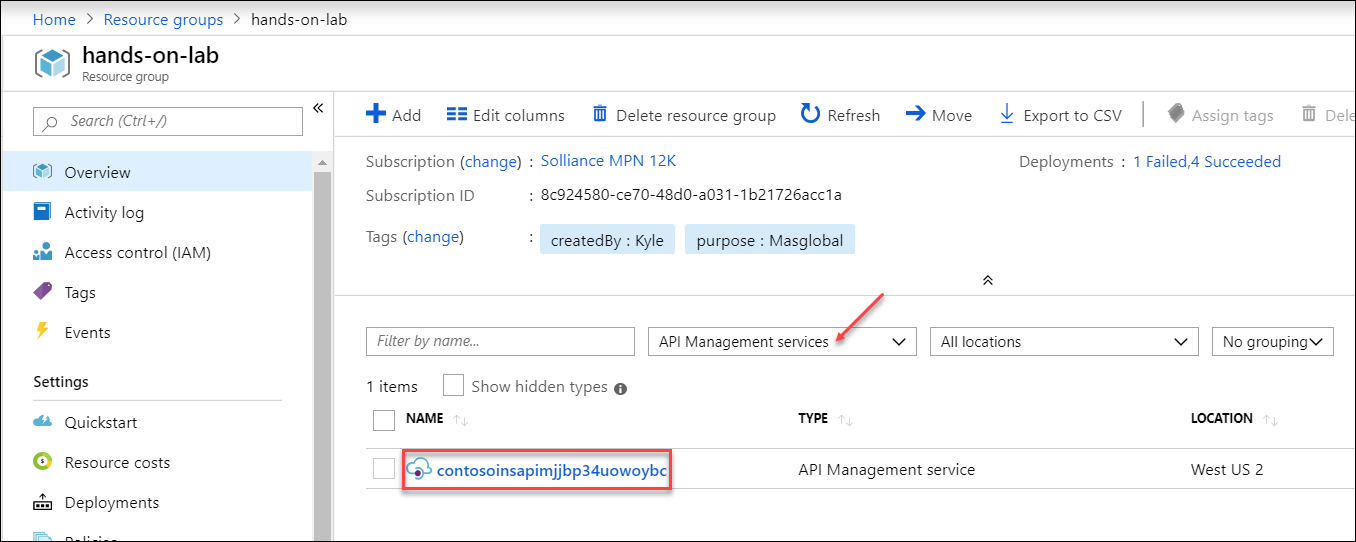 Home > Resource groups > hands-on-lab
hands-on-lab
Resource group
Search (Ctrl+/)
«
Overview
Activity log
Access control (IAM)
Tags
Events
Settings
Quickstart
Resource costs
Deployments
Policies
Add Edit columns Delete resource group Refresh Move Export to CSV Assign tags Dele
Subscription (change) : Solliance MPN 12K
Deployments : 1 Failed,4 Succeeded
Subscription ID : 8c924580-ce70-48d0-a031-1b21726acc1a
Tags (change) : createdBy : Kyle purpose : Masglobal
Filter by name... API Management services All locations No grouping
1 items Show hidden types
NAME TYPE LOCATION
contosoinsapimjjbp34uowoybc API Management service West US 2